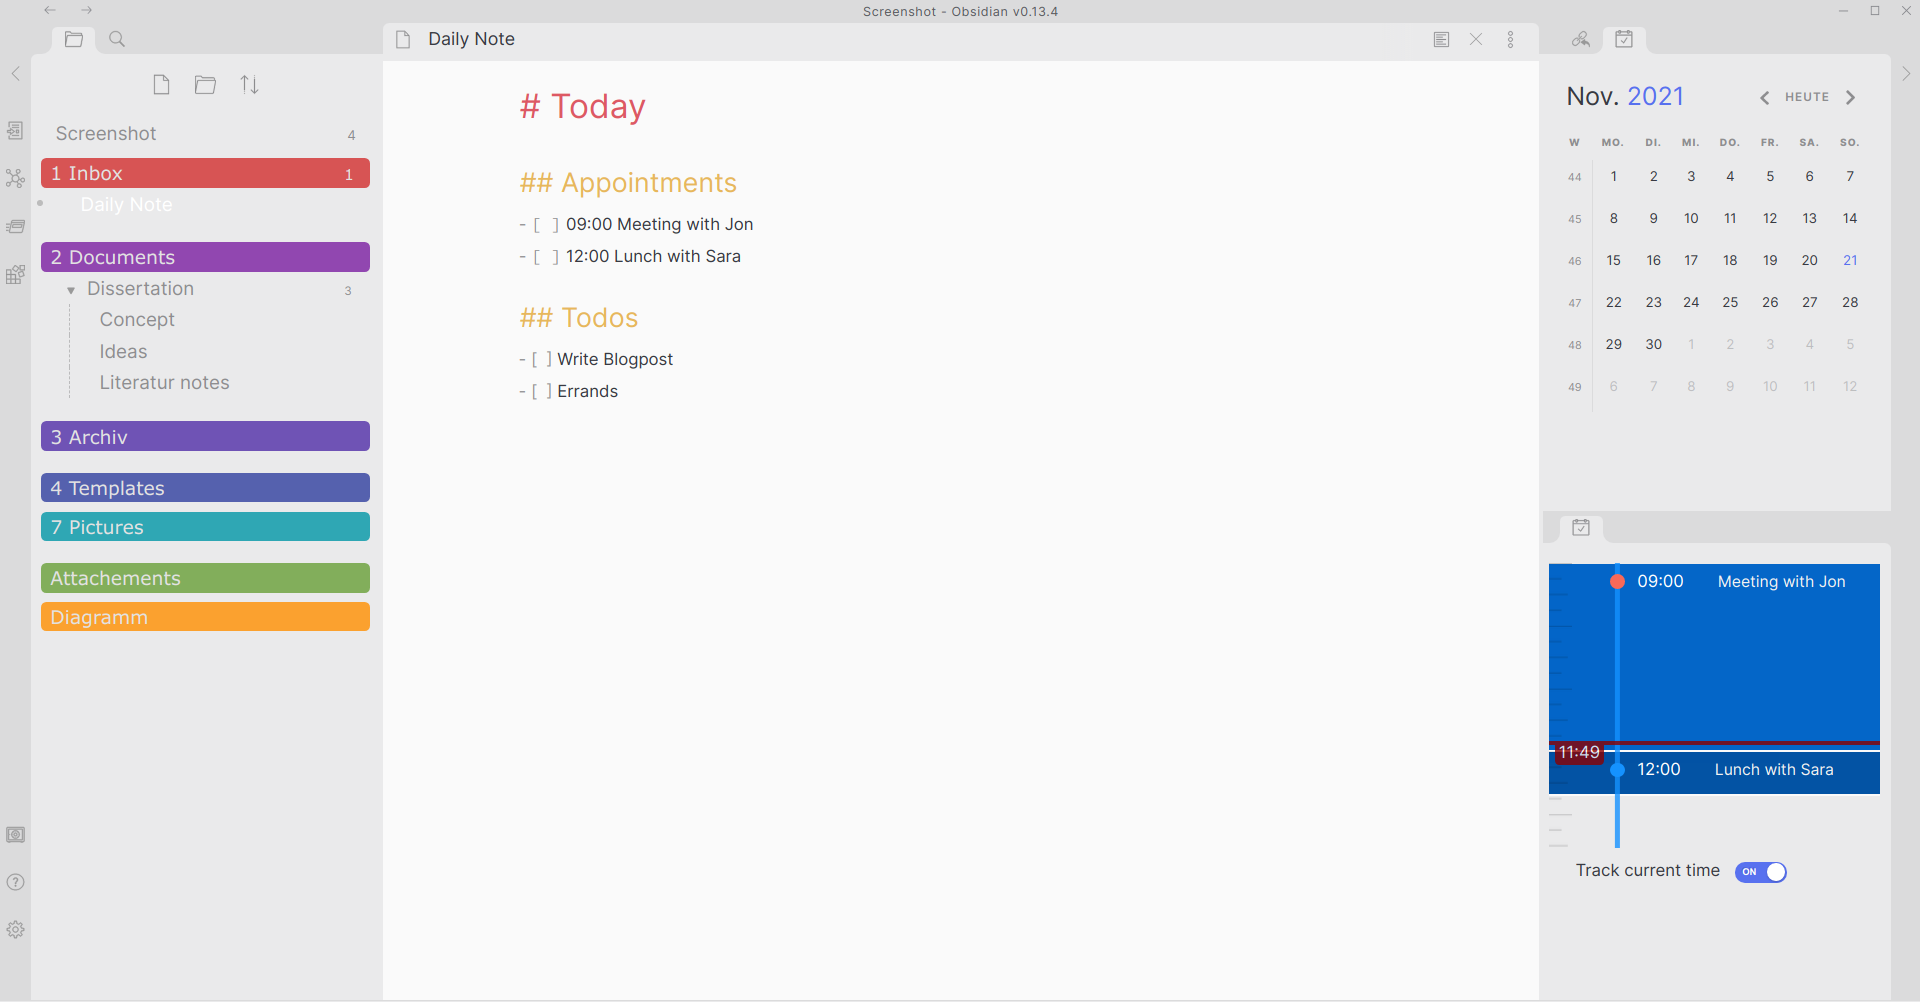 Screenshot - Obsidian v0.13.4
Daily Note
Screenshot 4
1 Inbox 1
Daily Note
2 Documents
Dissertation 3
Concept
Ideas
Literatur notes
3 Archiv
4 Templates
7 Pictures
Attachements
Diagramm
# Today
## Appointments
- [ ] 09:00 Meeting with Jon
- [ ] 12:00 Lunch with Sara
## Todos
- [ ] Write Blogpost
- [ ] Errands
Nov. 2021 HEUTE
W MO. DI. MI. DO. FR. SA. SO.
44 1 2 3 4 5 6 7
45 8 9 10 11 12 13 14
46 15 16 17 18 19 20 21
47 22 23 24 25 26 27 28
48 29 30 1 2 3 4 5
49 6 7 8 9 10 11 12
09:00 Meeting with Jon
11:49
12:00 Lunch with Sara
Track current time ON